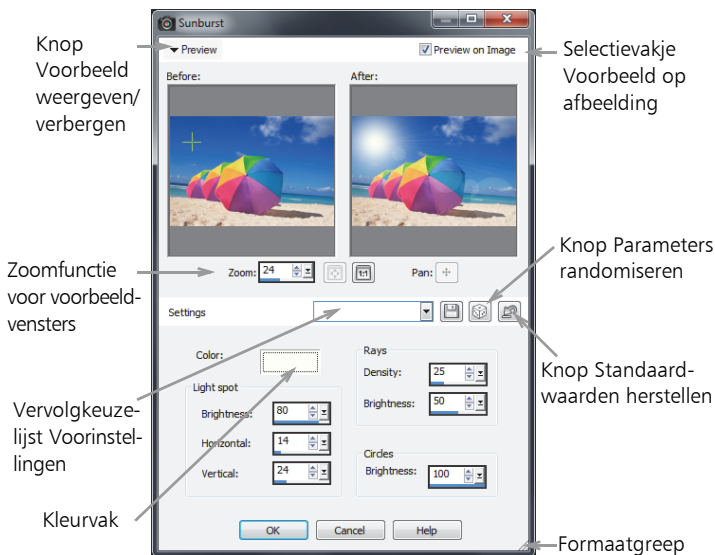 Sunburst
Knop
Voorbeeld
weergeven/
verbergen
Preview
Preview on Image
Selectievakje
Voorbeeld op
afbeelding
Before:
After:
Zoomfunctie
voor voorbeeld-
vensters
Zoom: 24
1:1
Pan:
Knop Parameters
randomiseren
Settings
Knop Standaard-
waarden herstellen
Color:
Light spot
Brightness: 80
Horizontal: 14
Vertical: 24
Rays
Density: 25
Brightness: 50
Circles
Brightness: 100
Vervolgkeuze-
lijst Voorinstel-
lingen
Kleurvak
OK
Cancel
Help
Formaatgreep